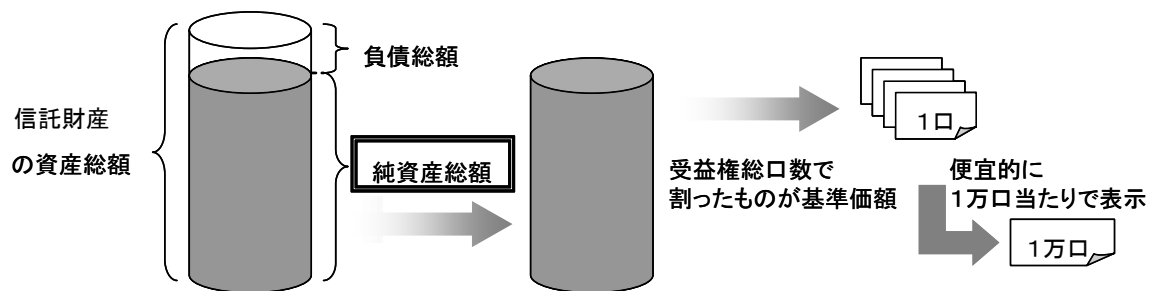 負債総額
信託財産
の資産総額
純資産総額
1口
受益権総口数で
割ったものが基準価額
便宜的に
1万口当たりで表示
1万口